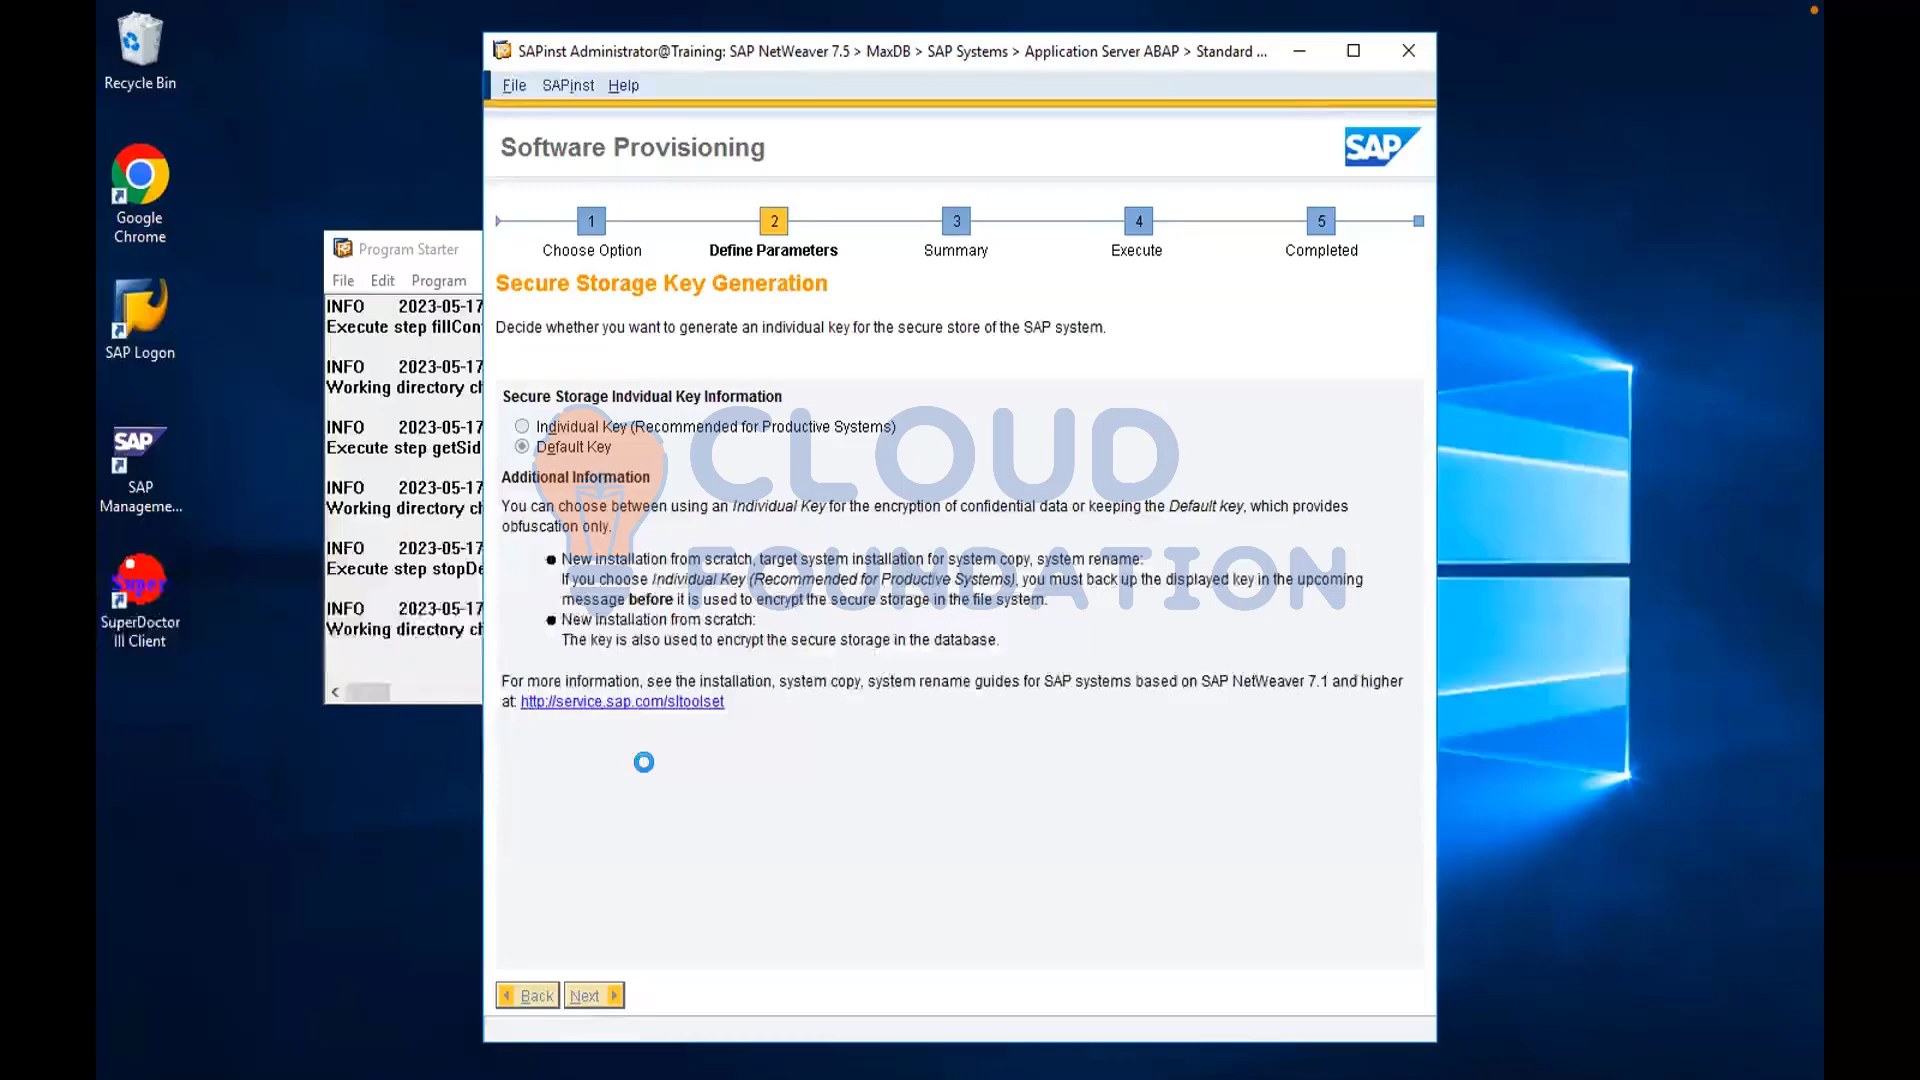 Recycle Bin
Google
Chrome
SAP Logon
SAP
SAP
Manageme...
Super
SuperDoctor
III Client
Program Starter
File Edit Program
INFO 2023-05-17
Execute step fillCon
INFO 2023-05-17
Working directory ch
INFO 2023-05-17
Execute step getSid
INFO 2023-05-17
Working directory ch
INFO 2023-05-17
Execute step stopDe
INFO 2023-05-17
Working directory ch
SAPinst Administrator@Training: SAP NetWeaver 7.5 > MaxDB > SAP Systems > Application Server ABAP > Standard ...
File SAPinst Help
Software Provisioning
SAP
1 2 3 4 5
Choose Option Define Parameters Summary Execute Completed
Secure Storage Key Generation
Decide whether you want to generate an individual key for the secure store of the SAP system.
Secure Storage Indvidual Key Information
Individual Key (Recommended for Productive Systems)
Default Key
Additional Information
You can choose between using an Individual Key for the encryption of confidential data or keeping the Default key, which provides
obfuscation only.
New installation from scratch, target system installation for system copy, system rename:
If you choose Individual Key (Recommended for Productive Systems), you must back up the displayed key in the upcoming
message before it is used to encrypt the secure storage in the file system.
New installation from scratch:
The key is also used to encrypt the secure storage in the database.
For more information, see the installation, system copy, system rename guides for SAP systems based on SAP NetWeaver 7.1 and higher
at: http://service.sap.com/sltoolset
Back Next
CLOUD
FOUNDATION